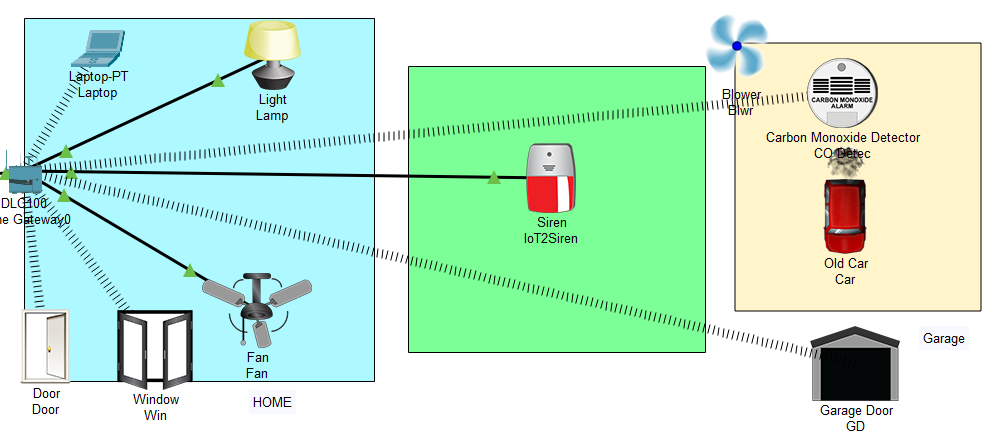 Laptop-PT
Laptop
Light
Lamp
Blower
Blwr
CARBON MONOXIDE
ALARM
Carbon Monoxide Detector
CO Detec
DLC100
Gateway0
Siren
IoT2Siren
Old Car
Car
Garage
Fan
Fan
Door
Door
Window
Win
HOME
Garage Door
GD